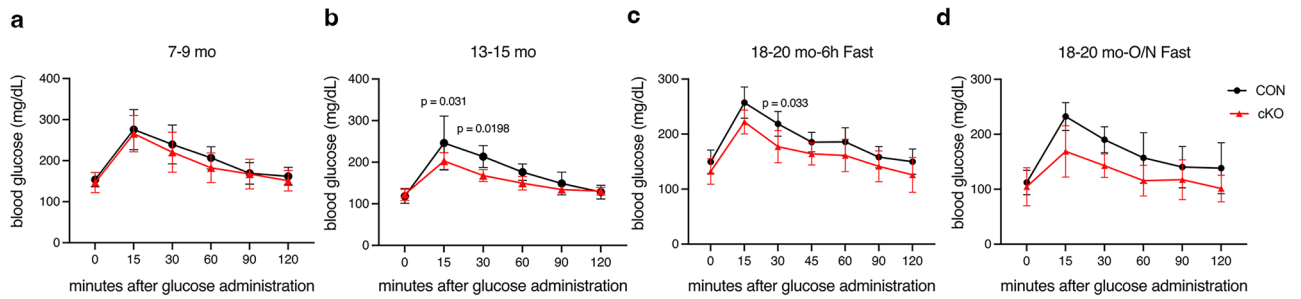 a
7-9 mo
blood glucose (mg/dL)
400
300
200
100
0
0 15 30 60 90 120
minutes after glucose administration
b
13-15 mo
blood glucose (mg/dL)
400
300
200
100
0
p = 0.031
p = 0.0198
0 15 30 60 90 120
minutes after glucose administration
c
18-20 mo-6h Fast
blood glucose (mg/dL)
300
200
100
0
p = 0.033
0 15 30 45 60 90 120
minutes after glucose administration
d
18-20 mo-O/N Fast
blood glucose (mg/dL)
300
200
100
0
0 15 30 60 90 120
minutes after glucose administration
CON
cKO